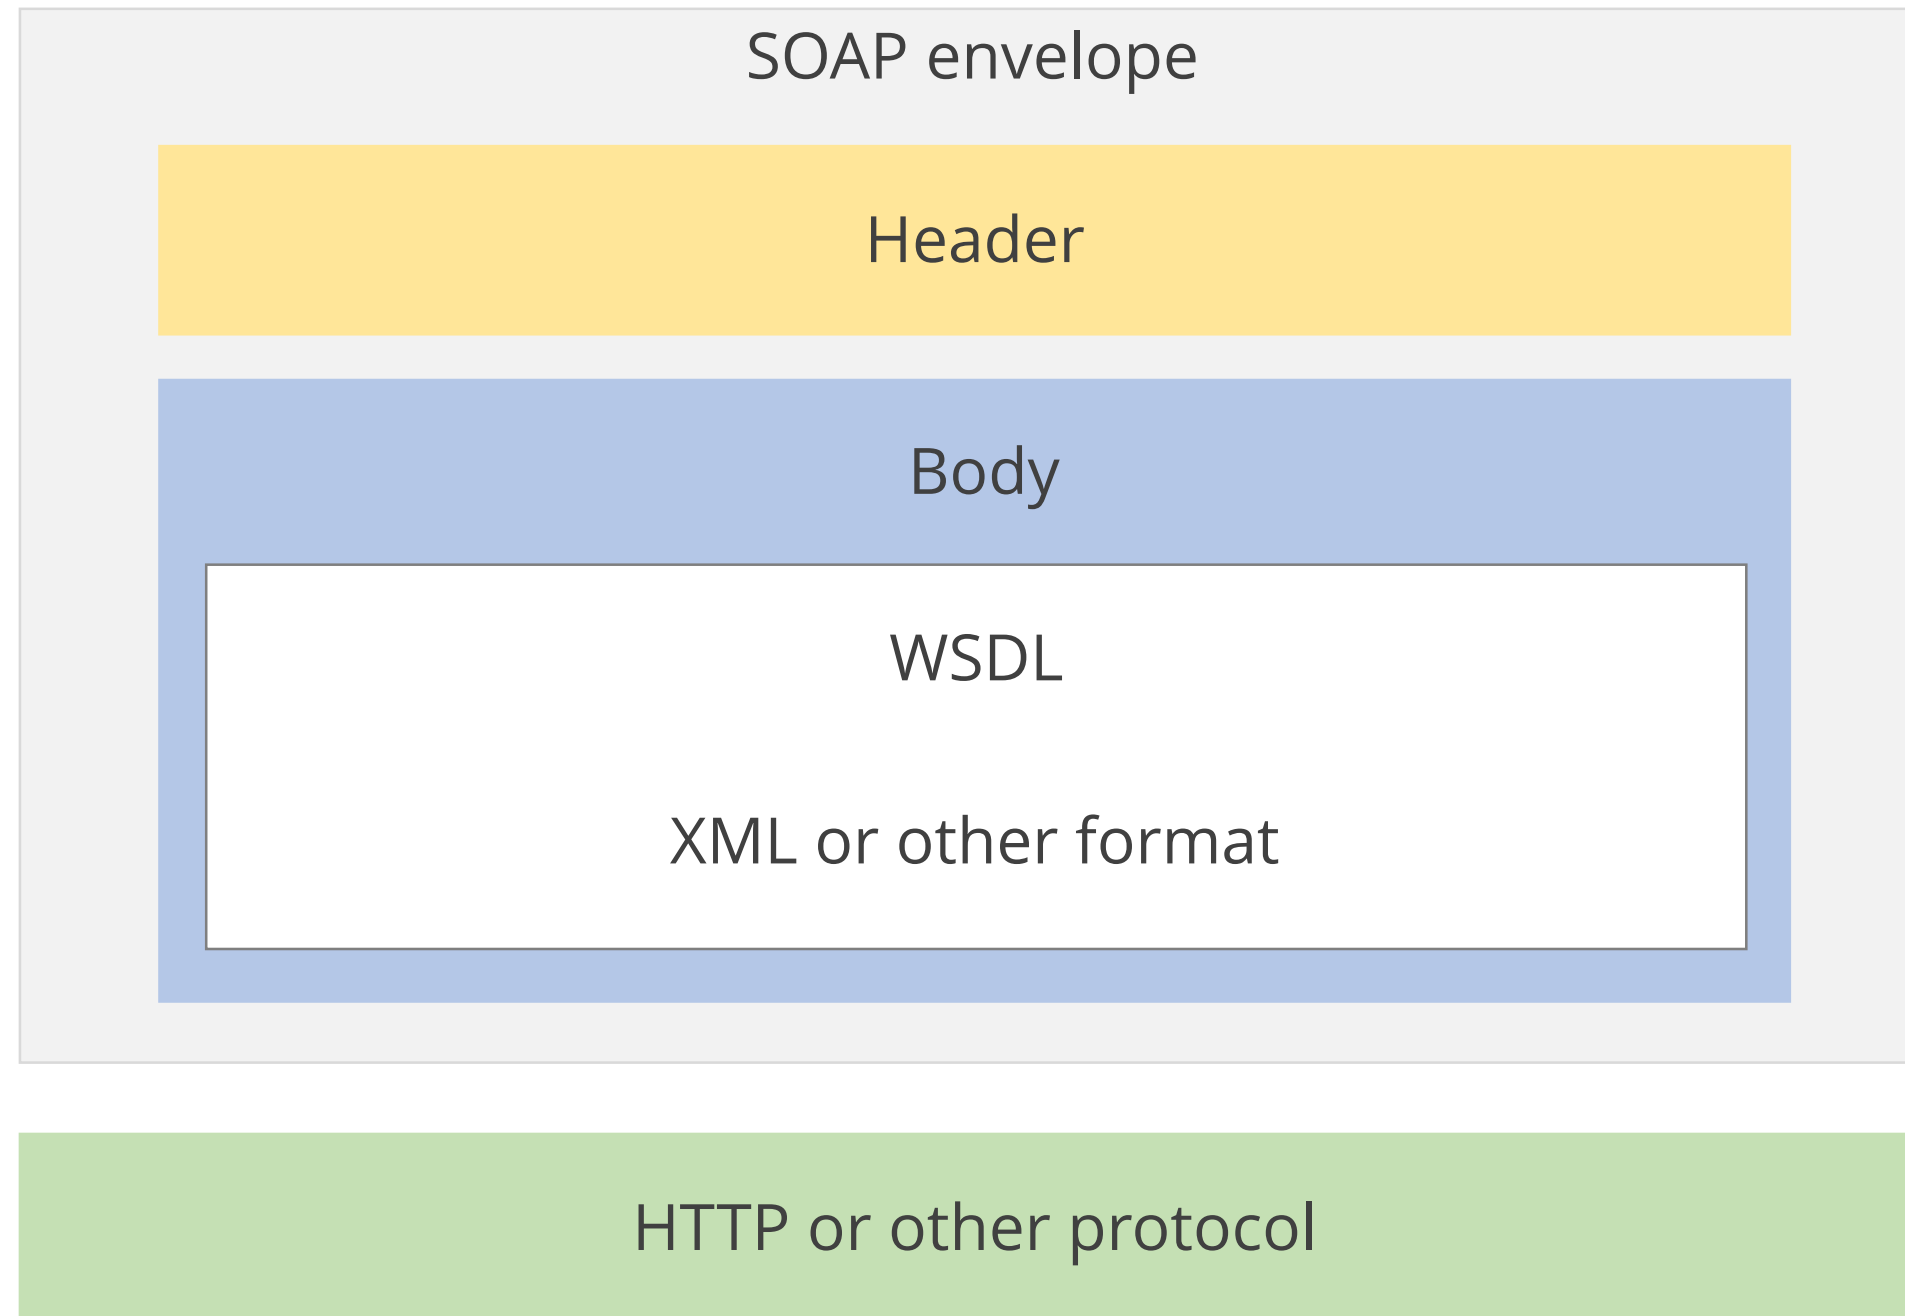 SOAP envelope
Header
Body
WSDL
XML or other format
HTTP or other protocol